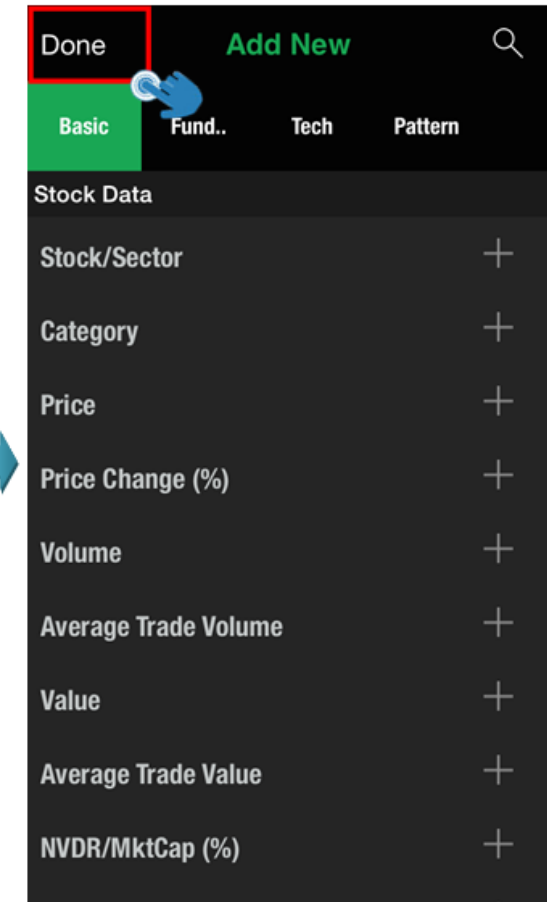 Done Add New
Basic Fund.. Tech Pattern
Stock Data
Stock/Sector
Category
Price
Price Change (%)
Volume
Average Trade Volume
Value
Average Trade Value
NVDR/MktCap (%)